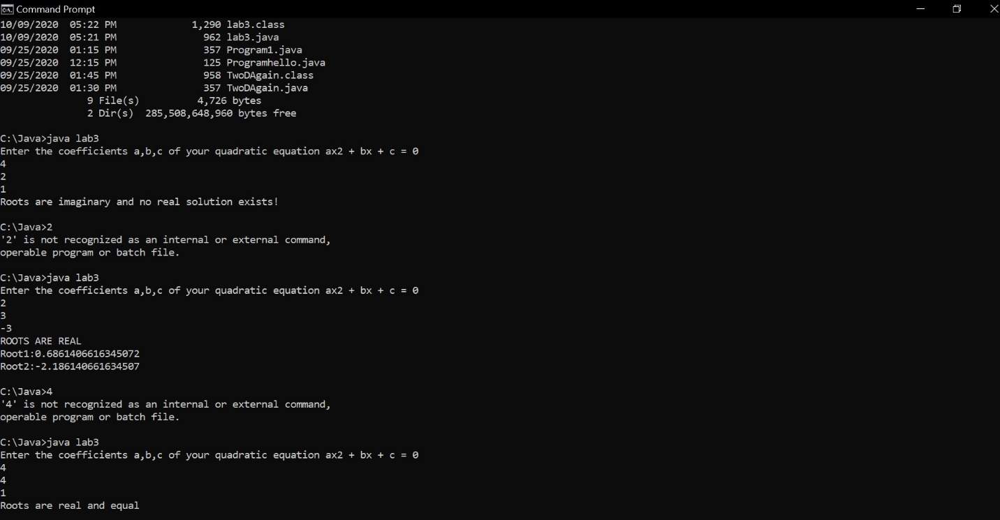 Command Prompt
10/09/2020  05:22 PM             1,290 lab3.class
10/09/2020  05:21 PM               962 lab3.java
09/25/2020  01:15 PM               357 Program1.java
09/25/2020  12:15 PM               125 Programhello.java
09/25/2020  01:45 PM               958 TwoDAgain.class
09/25/2020  01:30 PM               357 TwoDAgain.java
               9 File(s)          4,726 bytes
               2 Dir(s)  285,508,648,960 bytes free
C:\Java>java lab3
Enter the coefficients a,b,c of your quadratic equation ax2 + bx + c = 0
4
2
1
Roots are imaginary and no real solution exists!
C:\Java>2
'2' is not recognized as an internal or external command,
operable program or batch file.
C:\Java>java lab3
Enter the coefficients a,b,c of your quadratic equation ax2 + bx + c = 0
2
3
-3
ROOTS ARE REAL
Root1:0.6861406616345072
Root2:-2.186140661634507
C:\Java>4
'4' is not recognized as an internal or external command,
operable program or batch file.
C:\Java>java lab3
Enter the coefficients a,b,c of your quadratic equation ax2 + bx + c = 0
4
4
1
Roots are real and equal